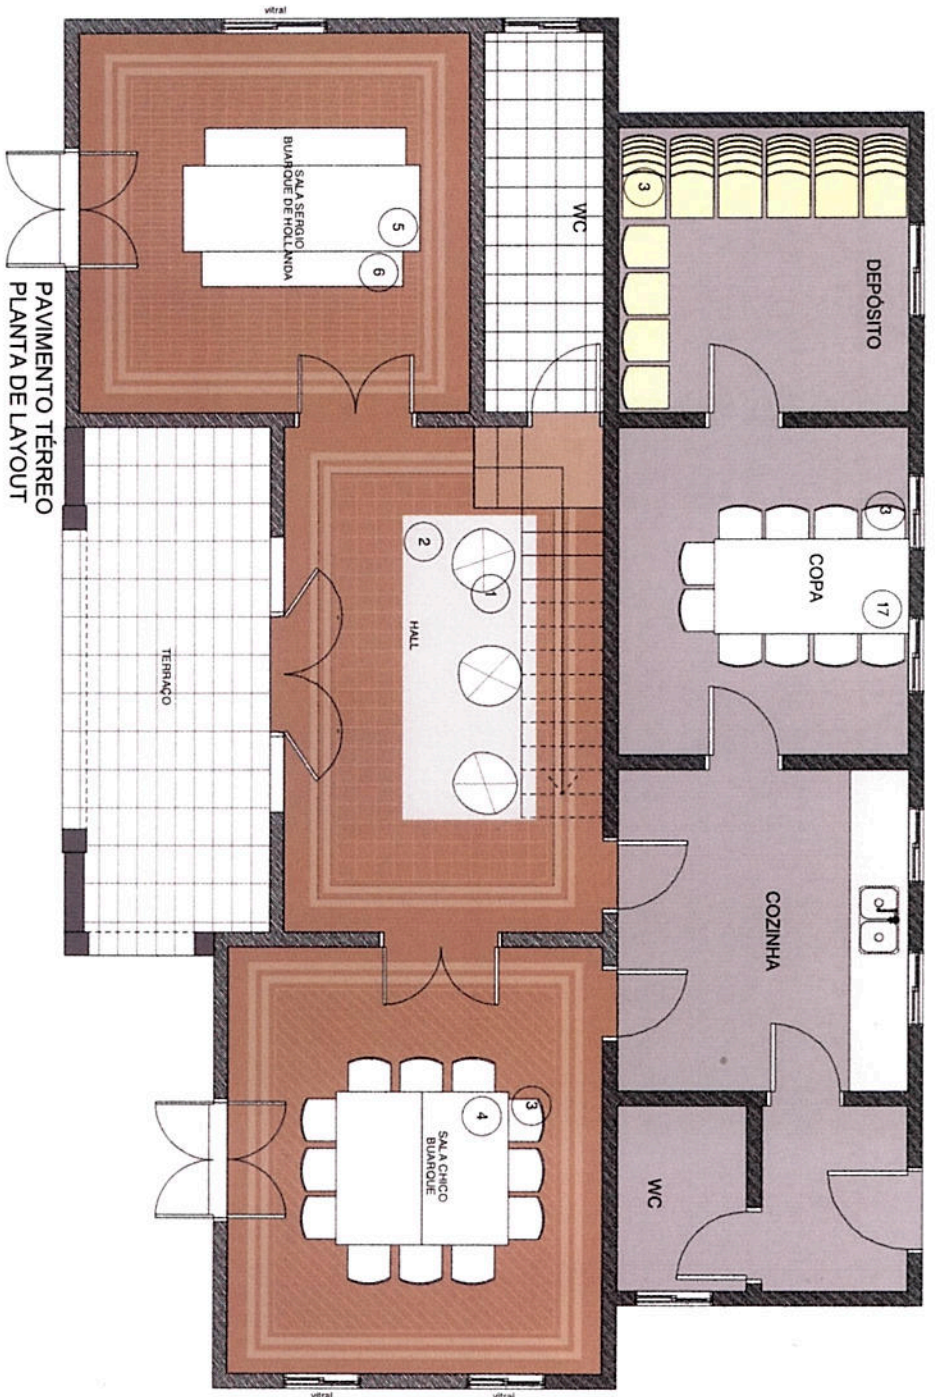 PAVIMENTO TÉRREO
PLANTA DE LAYOUT
vitral
SALA SERGIO
BUARQUE DE HOLLANDA
5
6
WC
3
DEPÓSITO
TERRAÇO
HALL
2
1
COPA
3
17
COZINHA
SALA CHICO
BUARQUE
4
3
WC
vitral
vitral